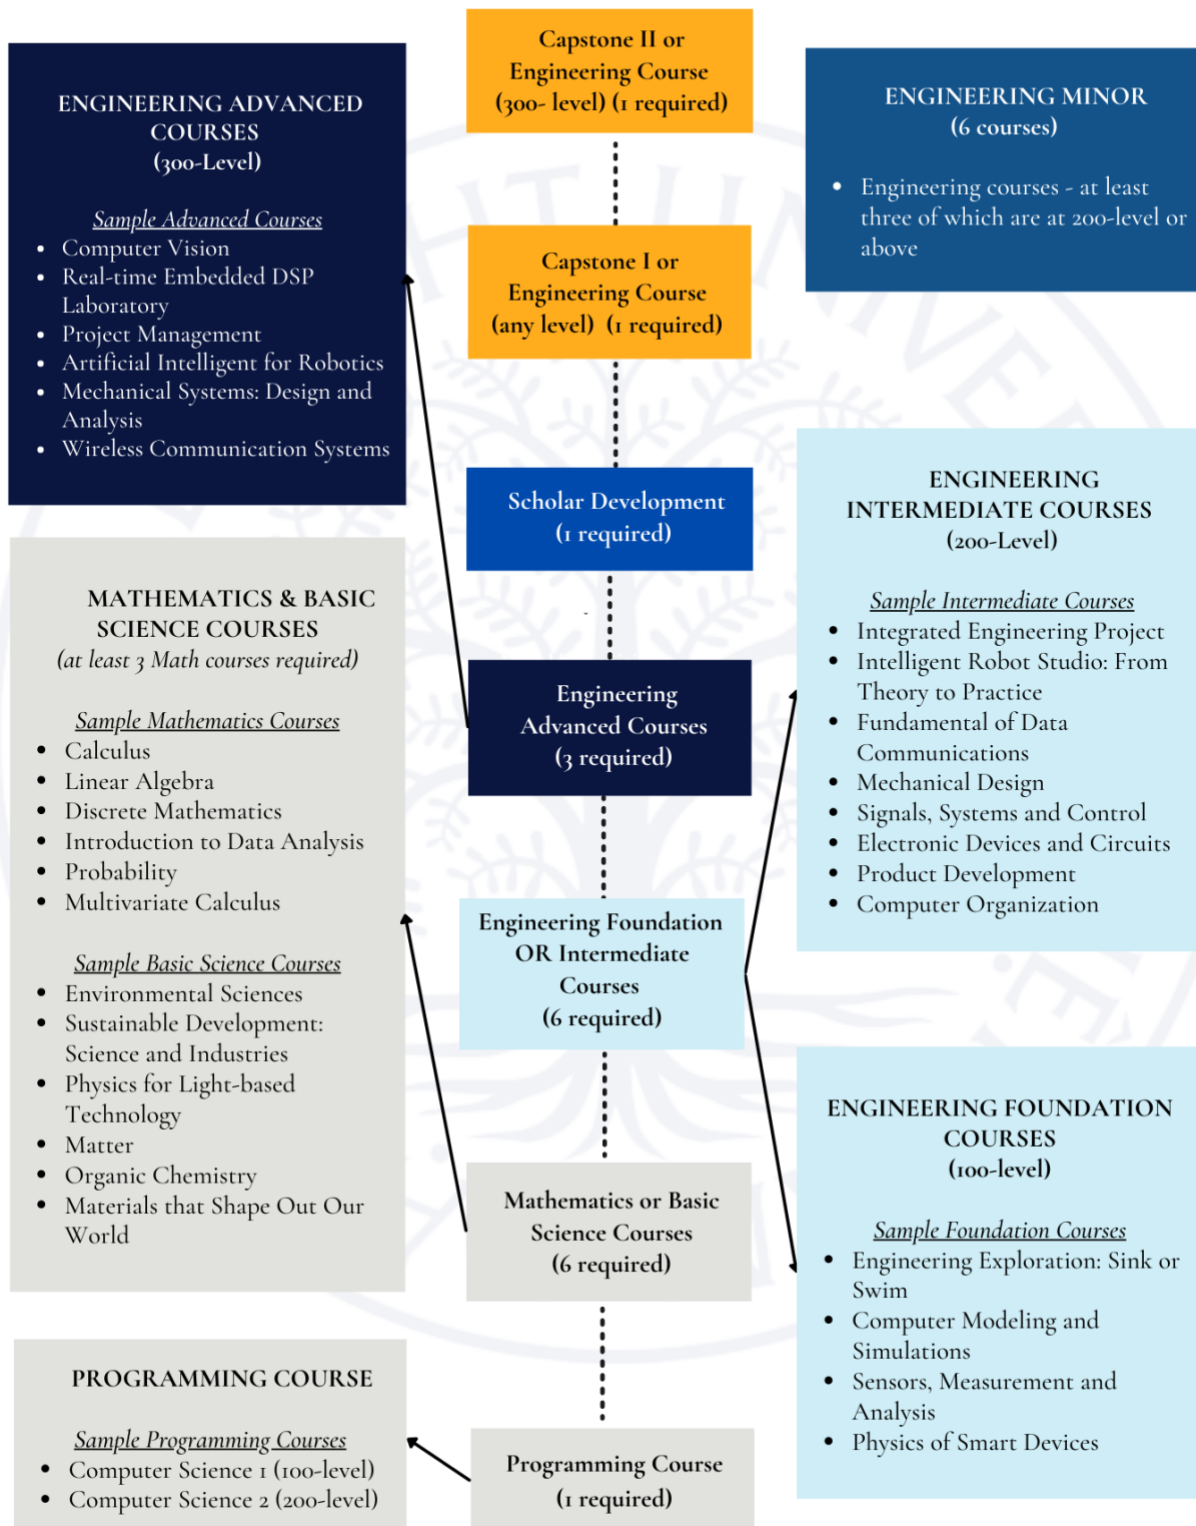 Capstone II or
Engineering Course
(300- level) (1 required)
ENGINEERING ADVANCED
COURSES
(300-Level)
Sample Advanced Courses
Computer Vision
Real-time Embedded DSP
Laboratory
Project Management
Artificial Intelligent for Robotics
Mechanical Systems: Design and
Analysis
Wireless Communication Systems
ENGINEERING MINOR
(6 courses)
Engineering courses - at least
three of which are at 200-level or
above
Capstone I or
Engineering Course
(any level) (1 required)
Scholar Development
(1 required)
Engineering
Advanced Courses
(3 required)
MATHEMATICS & BASIC
SCIENCE COURSES
(at least 3 Math courses required)
Sample Mathematics Courses
Calculus
Linear Algebra
Discrete Mathematics
Introduction to Data Analysis
Probability
Multivariate Calculus
Sample Basic Science Courses
Environmental Sciences
Sustainable Development:
Science and Industries
Physics for Light-based
Technology
Matter
Organic Chemistry
Materials that Shape Out Our
World
ENGINEERING
INTERMEDIATE COURSES
(200-Level)
Sample Intermediate Courses
Integrated Engineering Project
Intelligent Robot Studio: From
Theory to Practice
Fundamental of Data
Communications
Mechanical Design
Signals, Systems and Control
Electronic Devices and Circuits
Product Development
Computer Organization
Engineering Foundation
OR Intermediate
Courses
(6 required)
Mathematics or Basic
Science Courses
(6 required)
ENGINEERING FOUNDATION
COURSES
(100-level)
Sample Foundation Courses
Engineering Exploration: Sink or
Swim
Computer Modeling and
Simulations
Sensors, Measurement and
Analysis
Physics of Smart Devices
PROGRAMMING COURSE
Sample Programming Courses
Computer Science 1 (100-level)
Computer Science 2 (200-level)
Programming Course
(1 required)